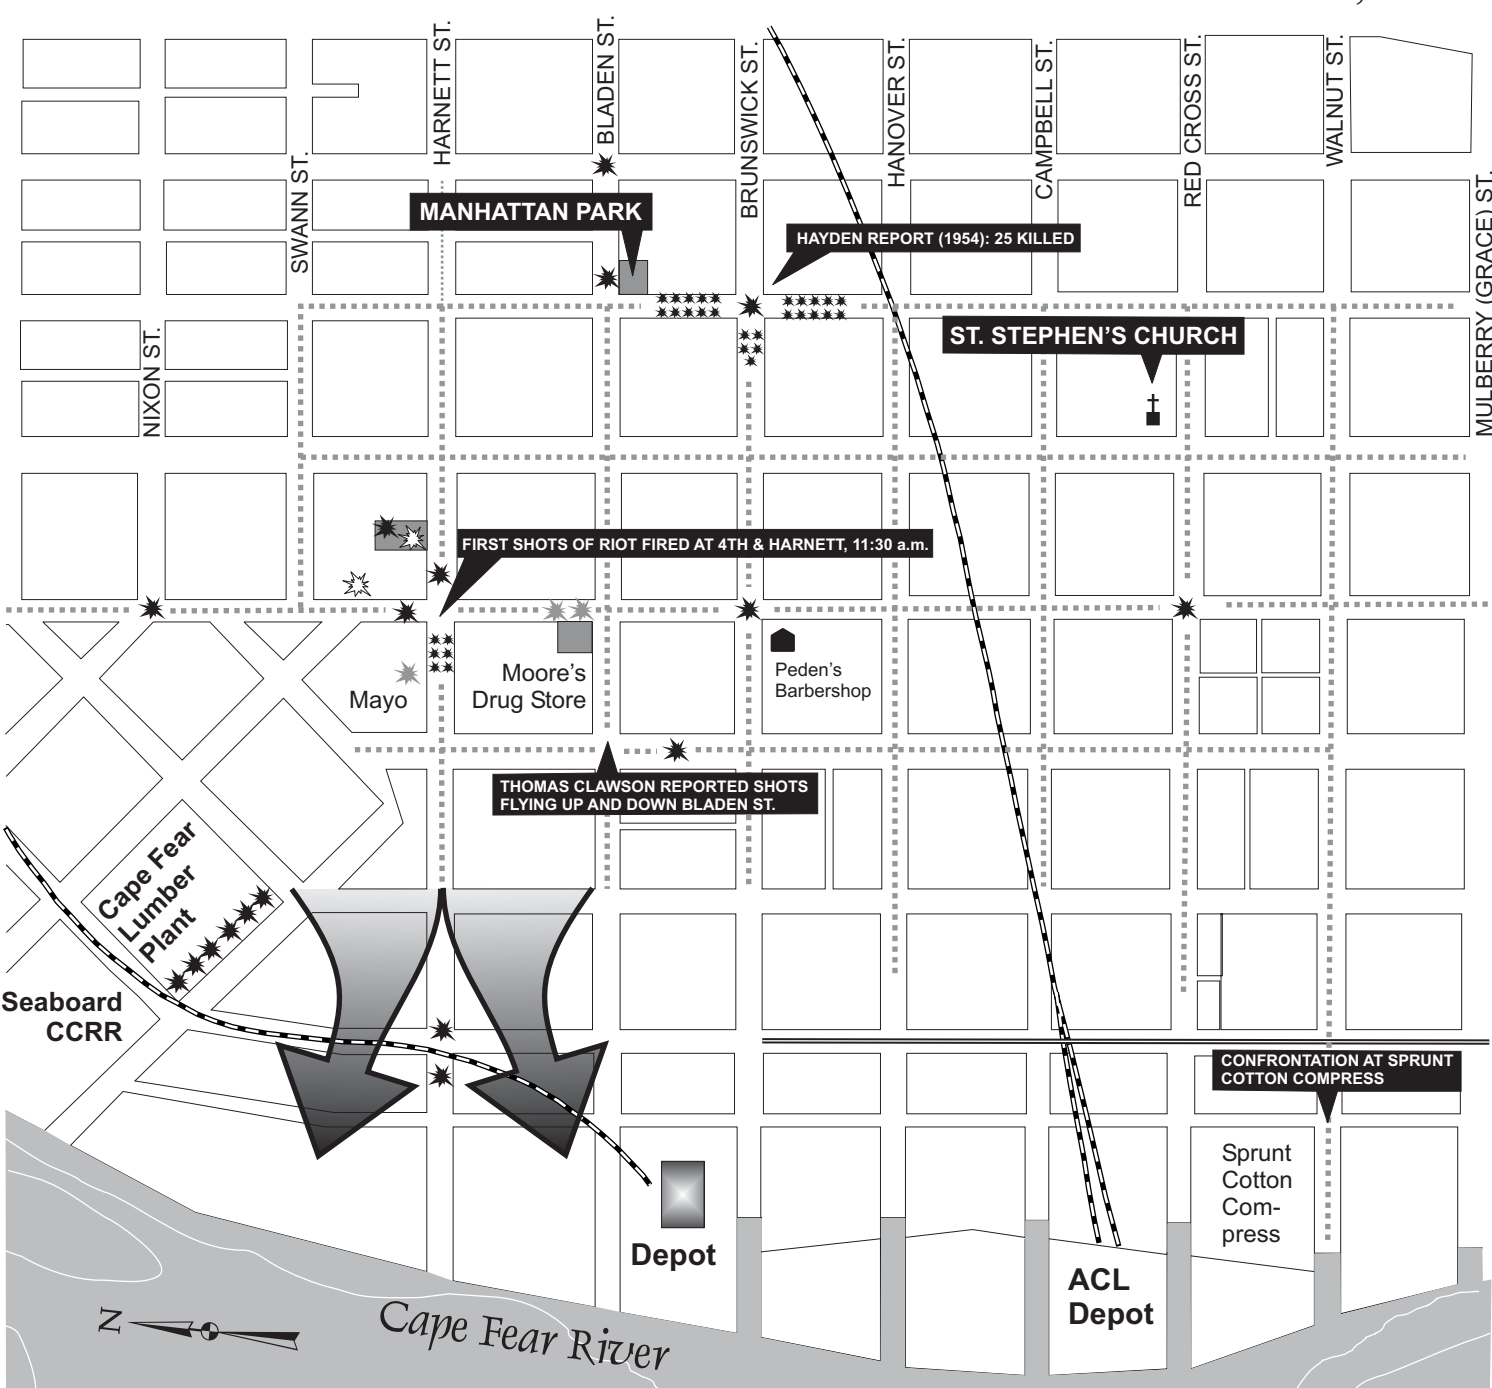 HARNETT ST.
BLADEN ST.
BRUNSWICK ST.
HANOVER ST.
CAMPBELL ST.
RED CROSS ST.
WALNUT ST.
SWANN ST.
MULBERRY (GRACE) ST.
MANHATTAN PARK
HAYDEN REPORT (1954): 25 KILLED
NIXON ST.
ST. STEPHEN’S CHURCH
FIRST SHOTS OF RIOT FIRED AT 4TH & HARNETT, 11:30 a.m.
Mayo
Moore’s
Drug Store
Peden’s
Barbershop
THOMAS CLAWSON REPORTED SHOTS
FLYING UP AND DOWN BLADEN ST.
Cape Fear
Lumber
Plant
Seaboard
CCRR
CONFRONTATION AT SPRUNT
COTTON COMPRESS
Sprunt
Cotton
Com-
press
Depot
ACL
Depot
N
Cape Fear River